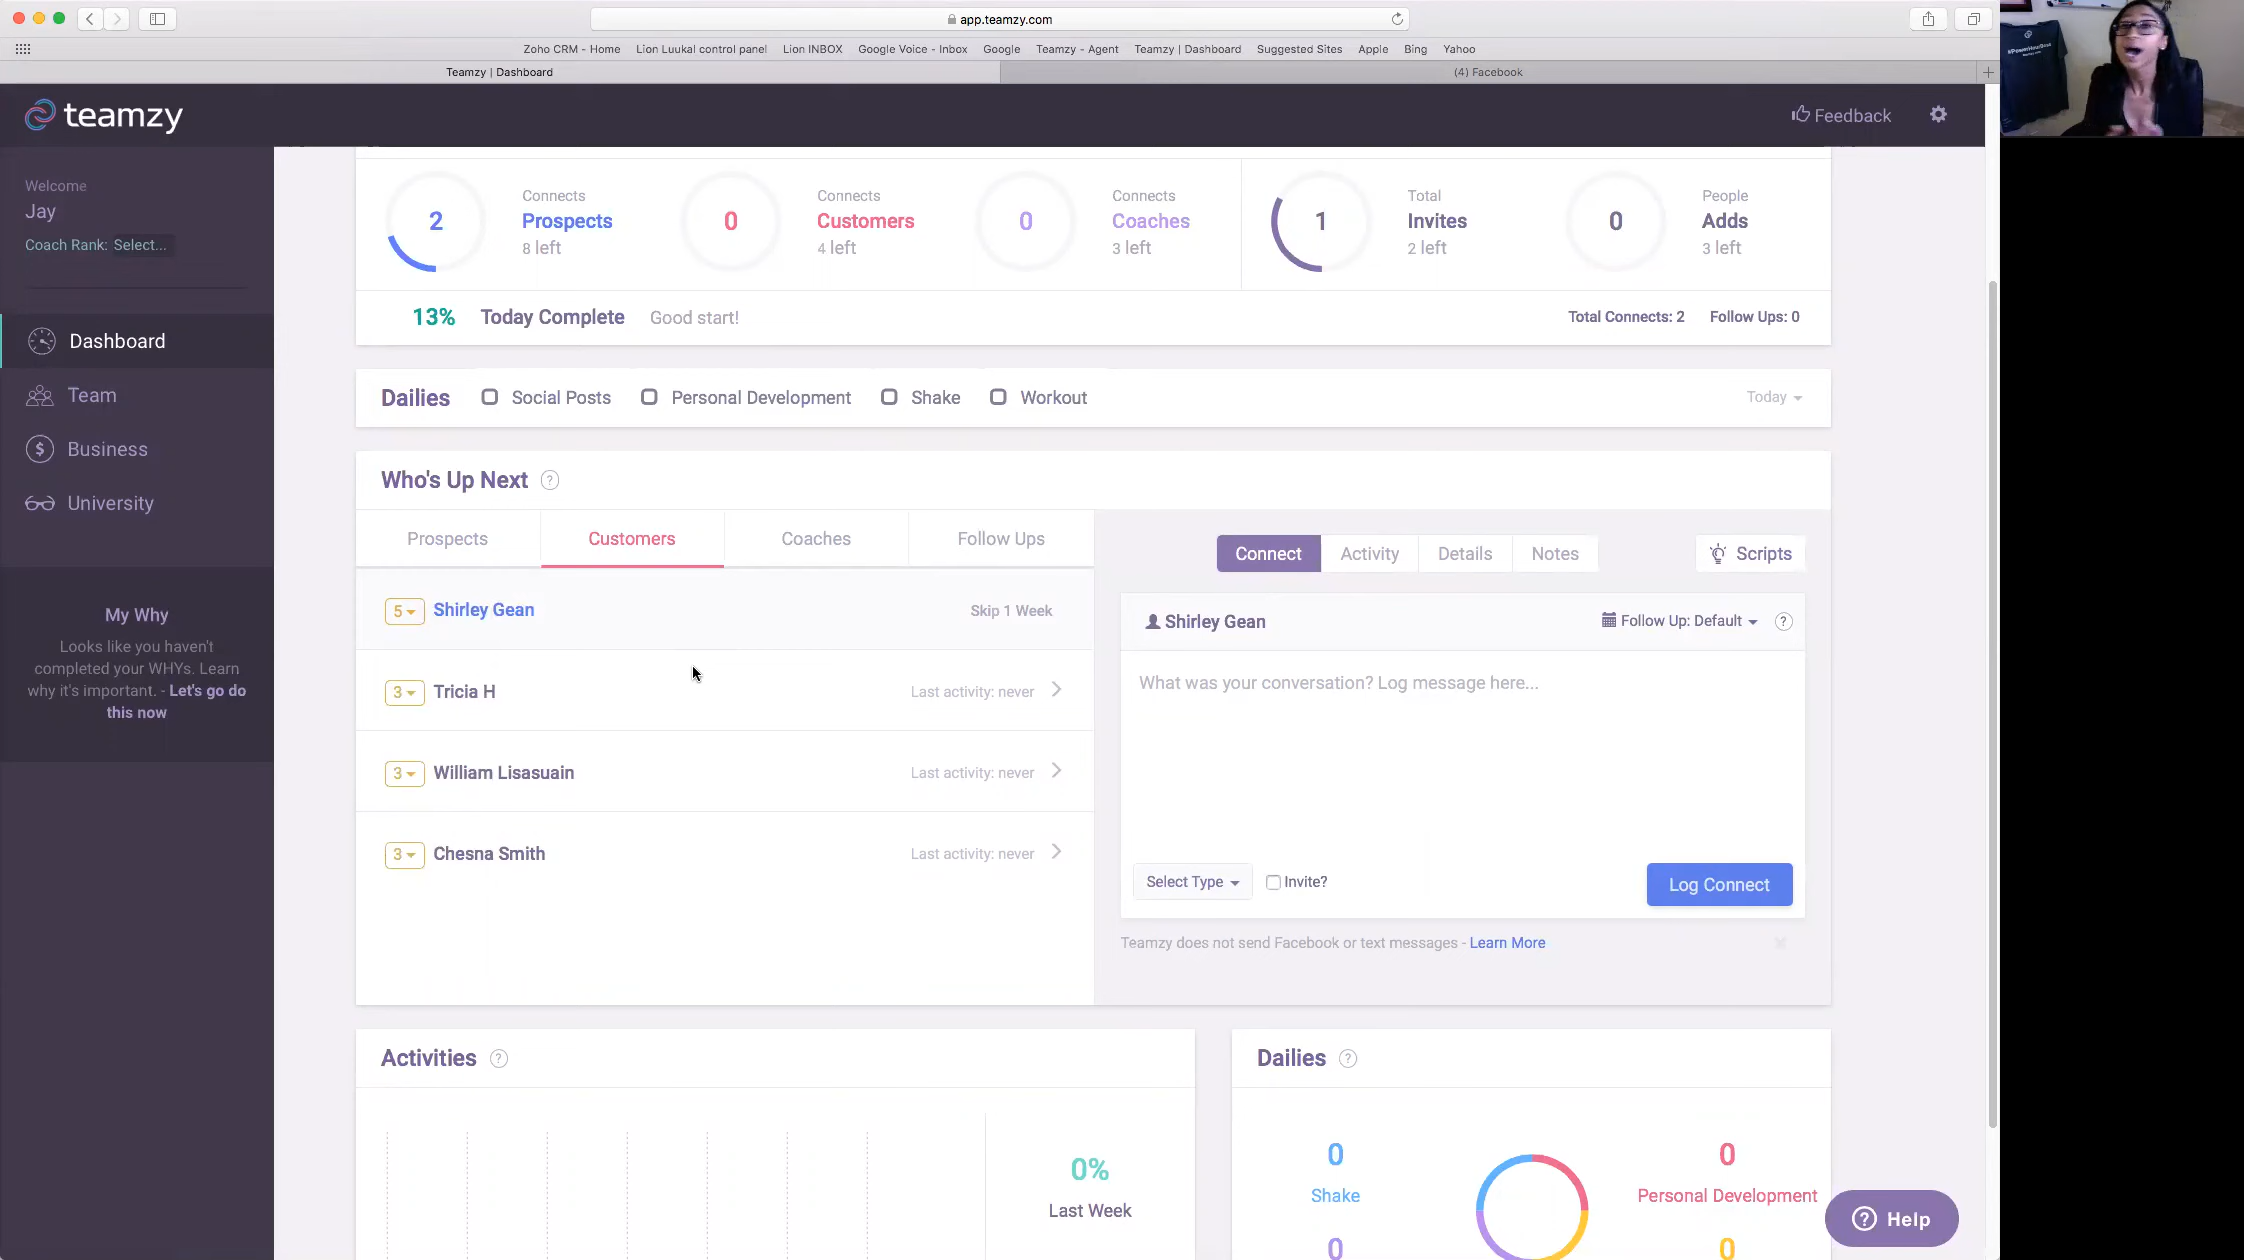 app.teamzy.com
Zoho CRM - Home Lion Luukal control panel Lion INBOX Google Voice - Inbox Google Teamzy - Agent Teamzy | Dashboard Suggested Sites Apple Bing Yahoo
Teamzy | Dashboard (4) Facebook
teamzy
Feedback
Welcome
Jay
Coach Rank: Select...
Dashboard
Team
Business
University
My Why
Looks like you haven't
completed your WHYs. Learn
why it's important. - Let's go do
this now
2 Connects Prospects 8 left
0 Connects Customers 4 left
0 Connects Coaches 3 left
1 Total Invites 2 left
0 People Adds 3 left
13% Today Complete Good start! Total Connects: 2 Follow Ups: 0
Dailies Social Posts Personal Development Shake Workout Today
Who's Up Next ?
Prospects Customers Coaches Follow Ups
5 Shirley Gean Skip 1 Week
3 Tricia H Last activity: never
3 William Lisasuain Last activity: never
3 Chesna Smith Last activity: never
Connect Activity Details Notes Scripts
Shirley Gean Follow Up: Default ?
What was your conversation? Log message here...
Select Type Invite? Log Connect
Teamzy does not send Facebook or text messages - Learn More
Activities ?
0%
Last Week
Dailies ?
0 0
Shake Personal Development
0 0
? Help